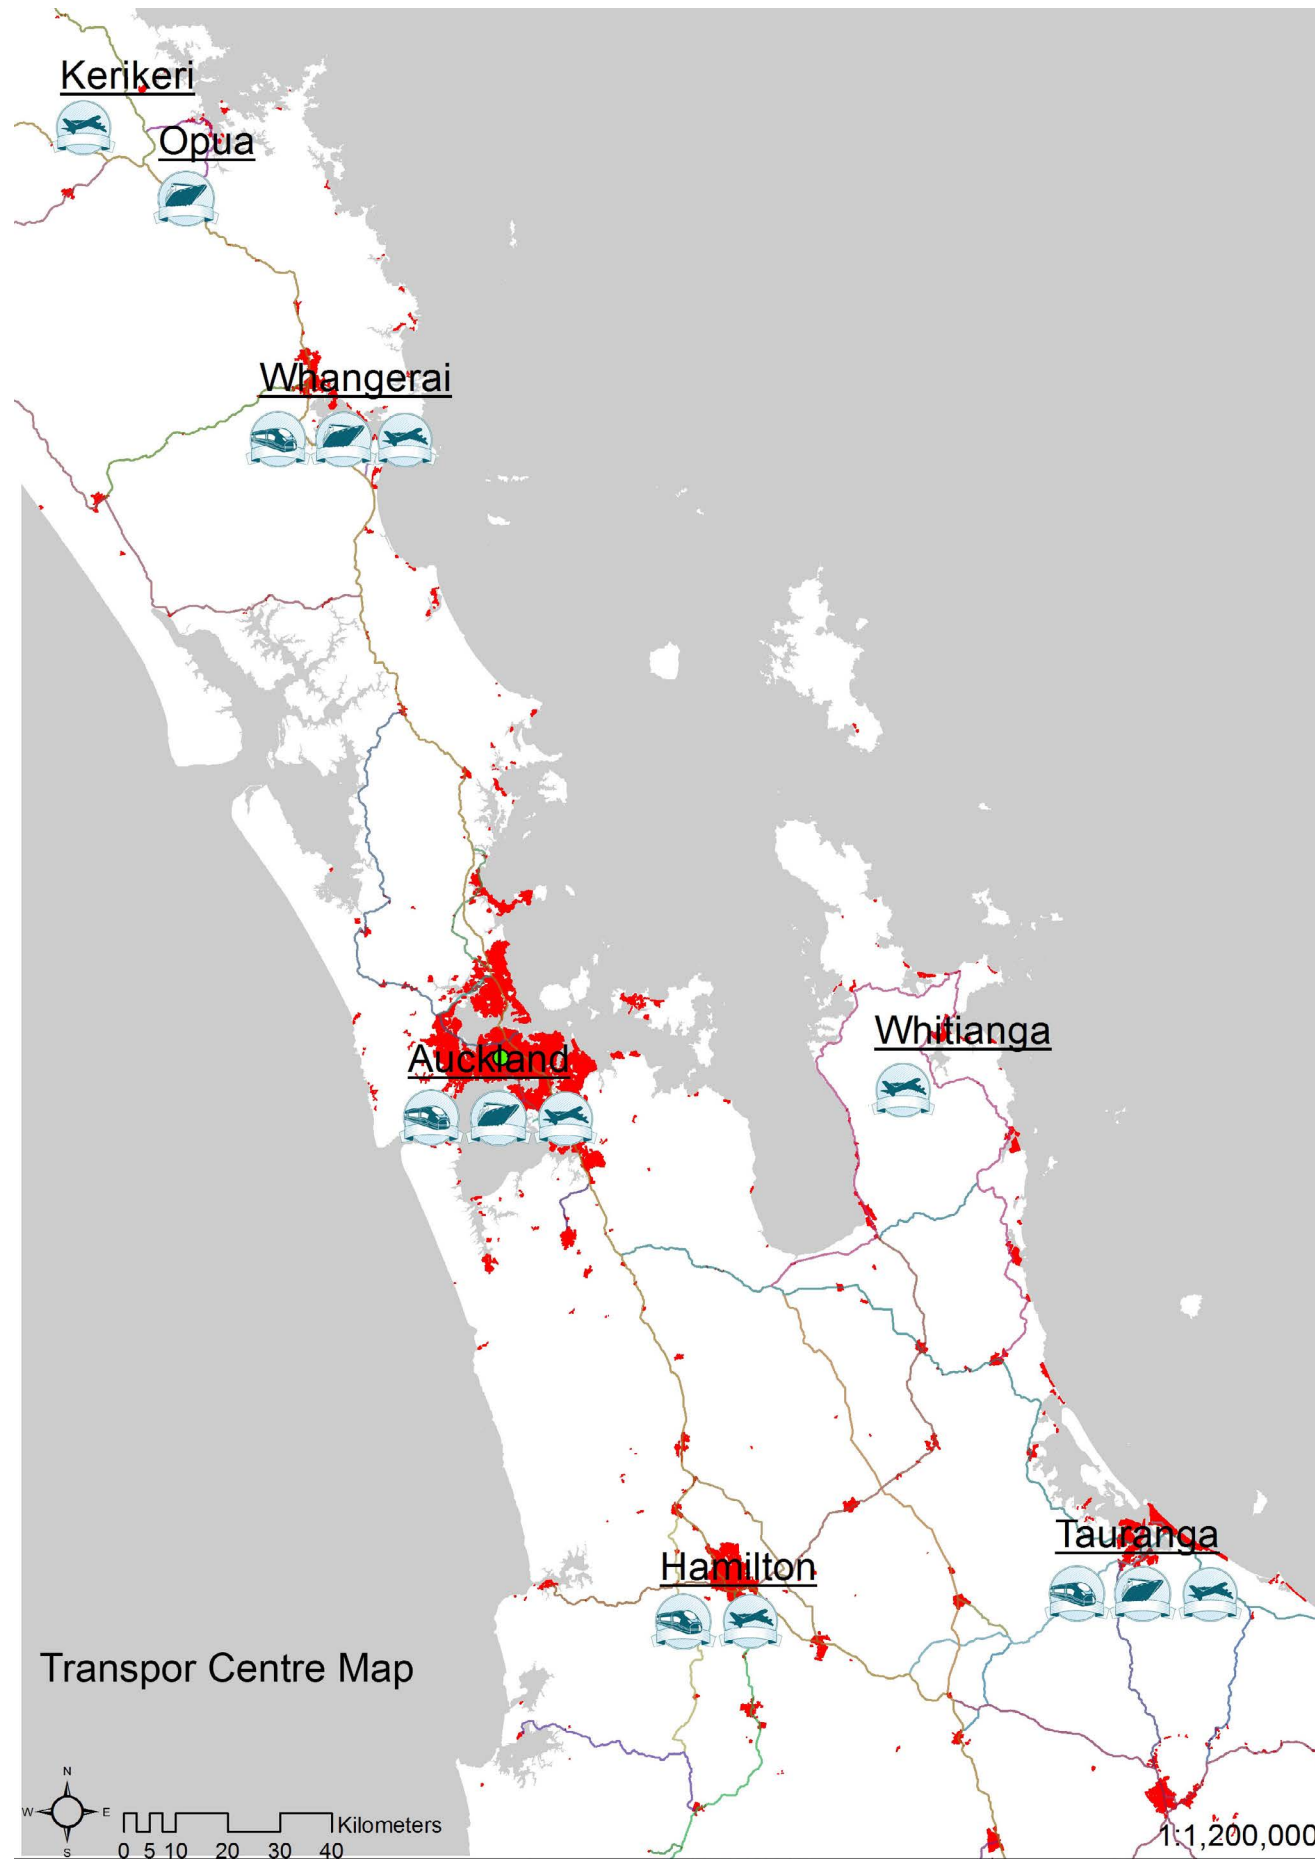 Kerikeri
Opua
Whangerai
Whitianga
Auckland
Tauranga
Hamilton
Transpor Centre Map
N
W E
S
Kilometers
0 5 10 20 30 40
1:1,200,000